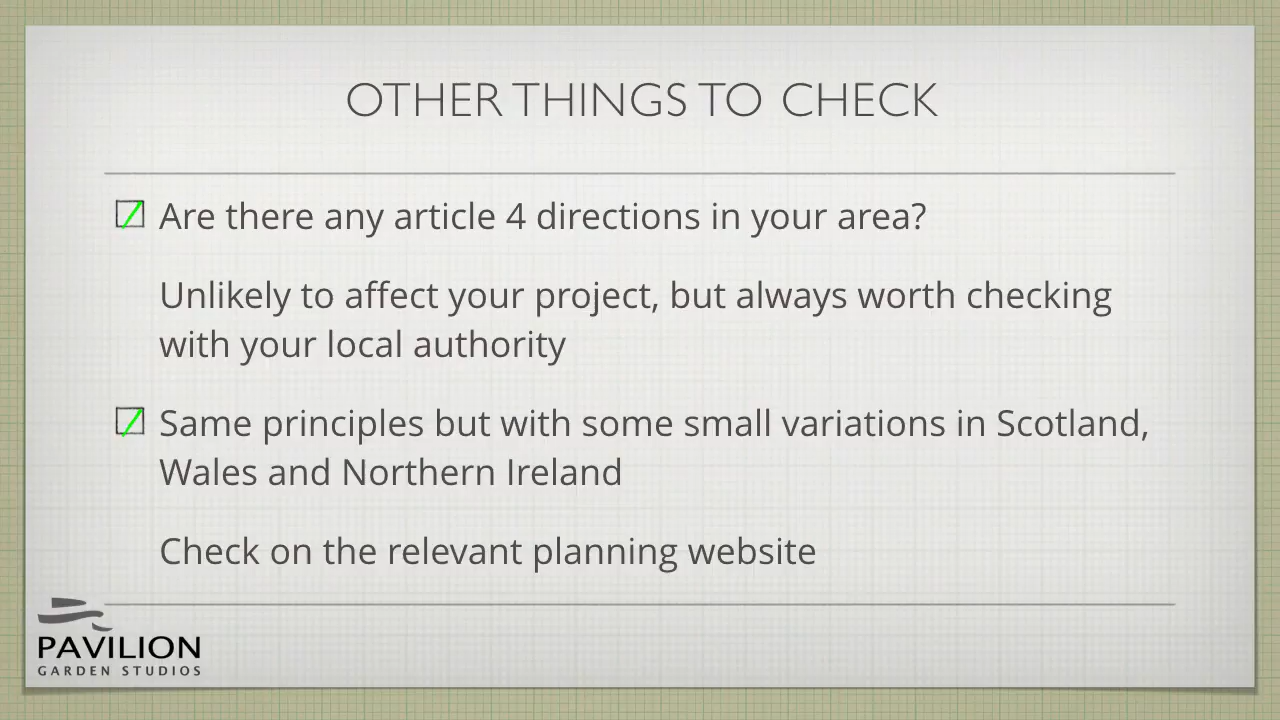 OTHER THINGS TO CHECK
Are there any article 4 directions in your area?
Unlikely to affect your project, but always worth checking
with your local authority
Same principles but with some small variations in Scotland,
Wales and Northern Ireland
Check on the relevant planning website
PAVILION
GARDEN STUDIOS